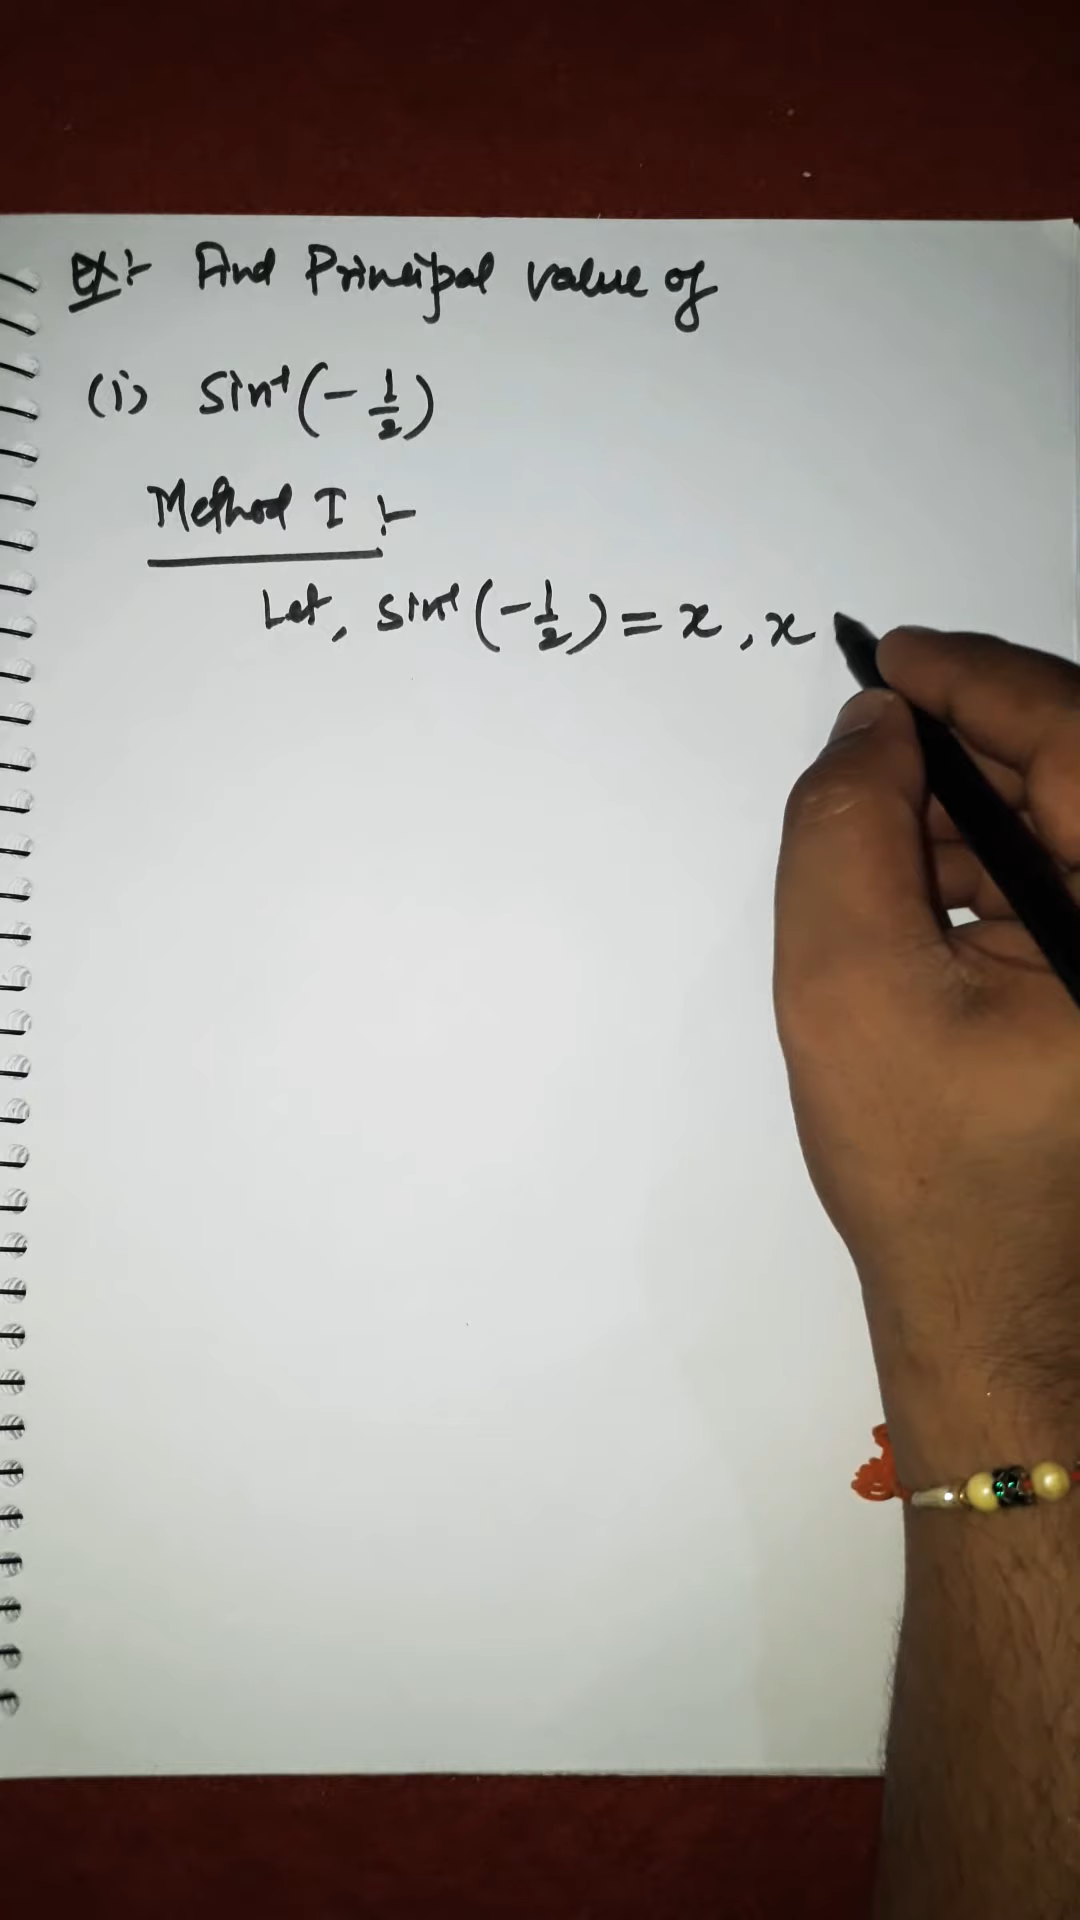 Ex:- Find Principal value of
(i) Sin⁻¹(-1/2)
Method I :-
Let, Sin⁻¹(-1/2) = x, x